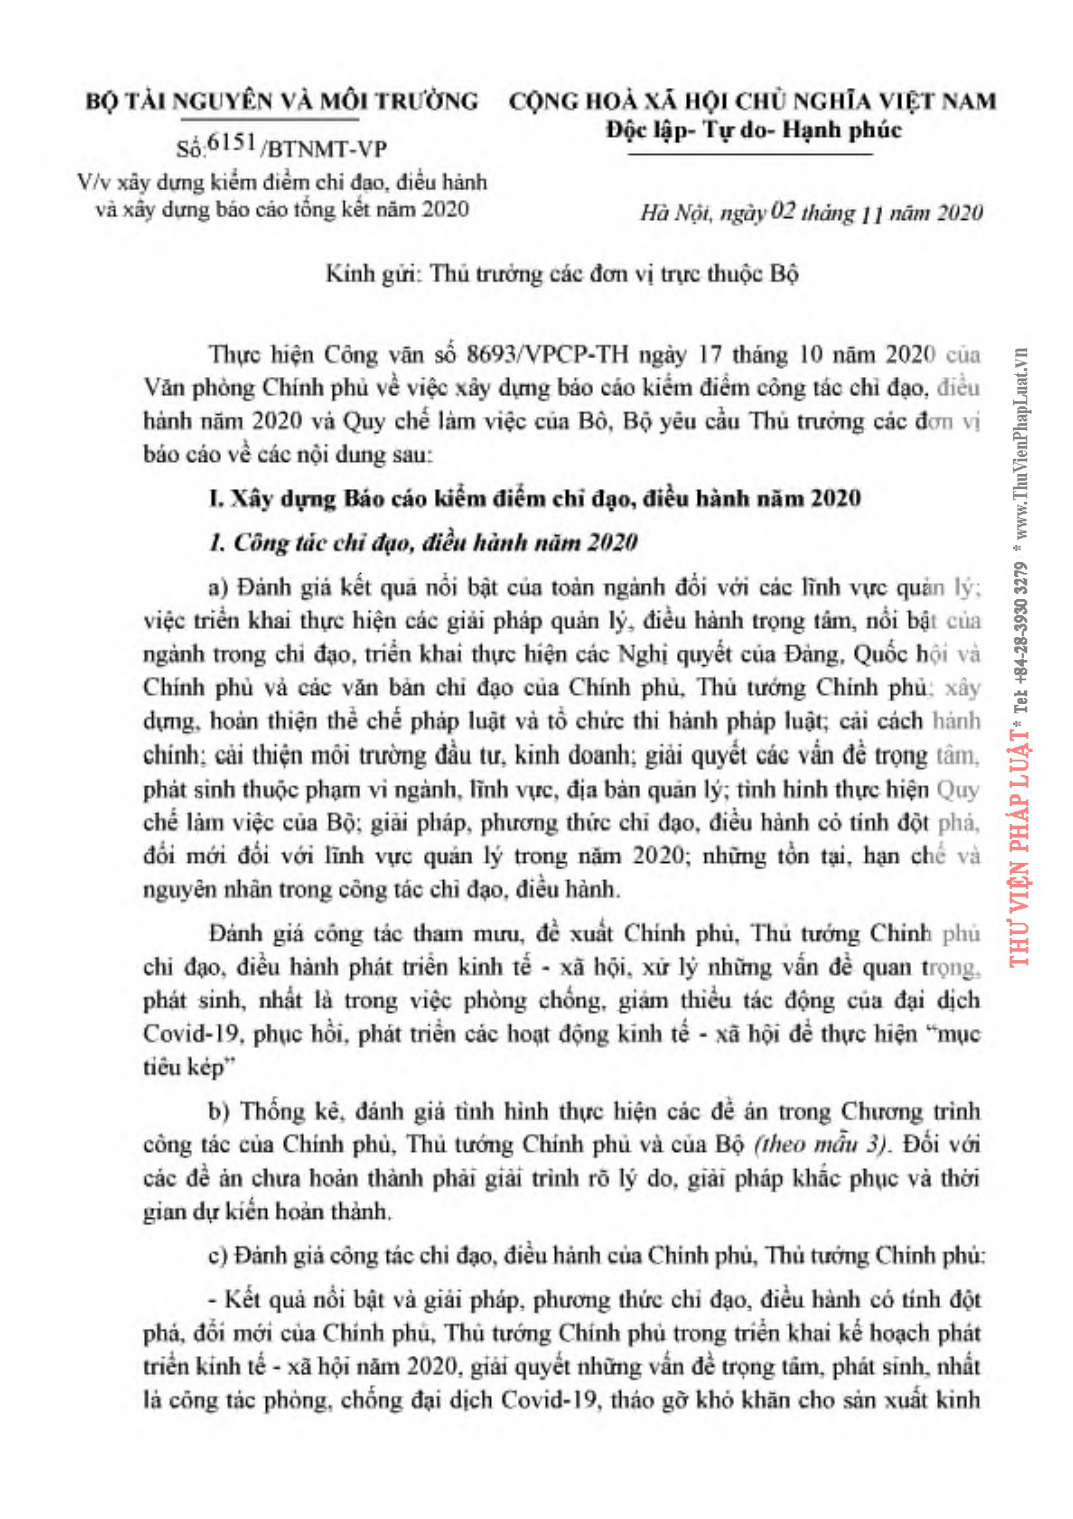 BỘ TÀI NGUYÊN VÀ MÔI TRƯỜNG
Số:6151/BTNMT-VP
V/v xây dựng kiểm điểm chỉ đạo, điều hành
và xây dựng báo cáo tổng kết năm 2020
CỘNG HOÀ XÃ HỘI CHỦ NGHĨA VIỆT NAM
Độc lập- Tự do- Hạnh phúc
Hà Nội, ngày 02 tháng 11 năm 2020
Kính gửi: Thủ trưởng các đơn vị trực thuộc Bộ
Thực hiện Công văn số 8693/VPCP-TH ngày 17 tháng 10 năm 2020 của
Văn phòng Chính phủ về việc xây dựng báo cáo kiểm điểm công tác chỉ đạo, điều
hành năm 2020 và Quy chế làm việc của Bô, Bộ yêu cầu Thủ trưởng các đơn vị
báo cáo về các nội dung sau:
I. Xây dựng Báo cáo kiểm điểm chỉ đạo, điều hành năm 2020
1. Công tác chỉ đạo, điều hành năm 2020
a) Đánh giá kết quả nổi bật của toàn ngành đối với các lĩnh vực quản lý;
việc triển khai thực hiện các giải pháp quản lý, điều hành trọng tâm, nổi bật của
ngành trong chỉ đạo, triển khai thực hiện các Nghị quyết của Đảng, Quốc hội và
Chính phủ và các văn bản chỉ đạo của Chính phủ, Thủ tướng Chính phủ; xây
dựng, hoàn thiện thể chế pháp luật và tổ chức thi hành pháp luật; cải cách hành
chính; cải thiện môi trường đầu tư, kinh doanh; giải quyết các vấn đề trọng tâm,
phát sinh thuộc phạm vi ngành, lĩnh vực, địa bàn quản lý; tình hình thực hiện Quy
chế làm việc của Bộ; giải pháp, phương thức chỉ đạo, điều hành có tính đột phá,
đổi mới đối với lĩnh vực quản lý trong năm 2020; những tồn tại, hạn chế và
nguyên nhân trong công tác chỉ đạo, điều hành.
Đánh giá công tác tham mưu, đề xuất Chính phủ, Thủ tướng Chính phủ
chỉ đạo, điều hành phát triển kinh tế - xã hội, xử lý những vấn đề quan trọng,
phát sinh, nhất là trong việc phòng chống, giảm thiểu tác động của đại dịch
Covid-19, phục hồi, phát triển các hoạt động kinh tế - xã hội để thực hiện “mục
tiêu kép”
b) Thống kê, đánh giá tình hình thực hiện các đề án trong Chương trình
công tác của Chính phủ, Thủ tướng Chính phủ và của Bộ (theo mẫu 3). Đối với
các đề án chưa hoàn thành phải giải trình rõ lý do, giải pháp khắc phục và thời
gian dự kiến hoàn thành.
c) Đánh giá công tác chỉ đạo, điều hành của Chính phủ, Thủ tướng Chính phủ:
- Kết quả nổi bật và giải pháp, phương thức chỉ đạo, điều hành có tính đột
phá, đổi mới của Chính phủ, Thủ tướng Chính phủ trong triển khai kế hoạch phát
triển kinh tế - xã hội năm 2020, giải quyết những vấn đề trọng tâm, phát sinh, nhất
là công tác phòng, chống đại dịch Covid-19, tháo gỡ khó khăn cho sản xuất kinh
THƯ VIỆN PHÁP LUẬT * Tel: +84-28-3930 3279 * www.ThuVienPhapLuat.vn